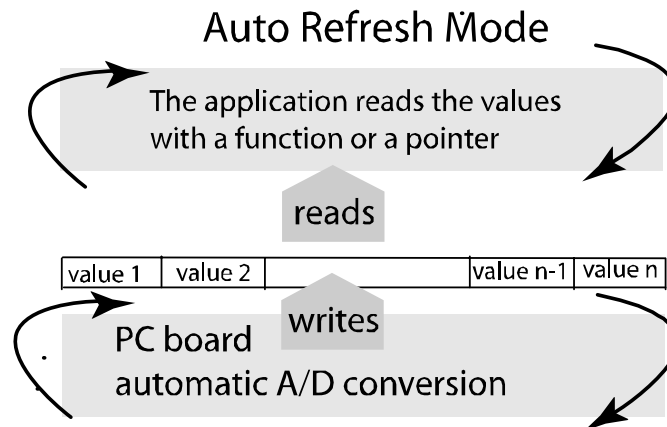 Auto Refresh Mode
The application reads the values
with a function or a pointer
reads
value 1 value 2 value n-1 value n
writes
PC board
automatic A/D conversion